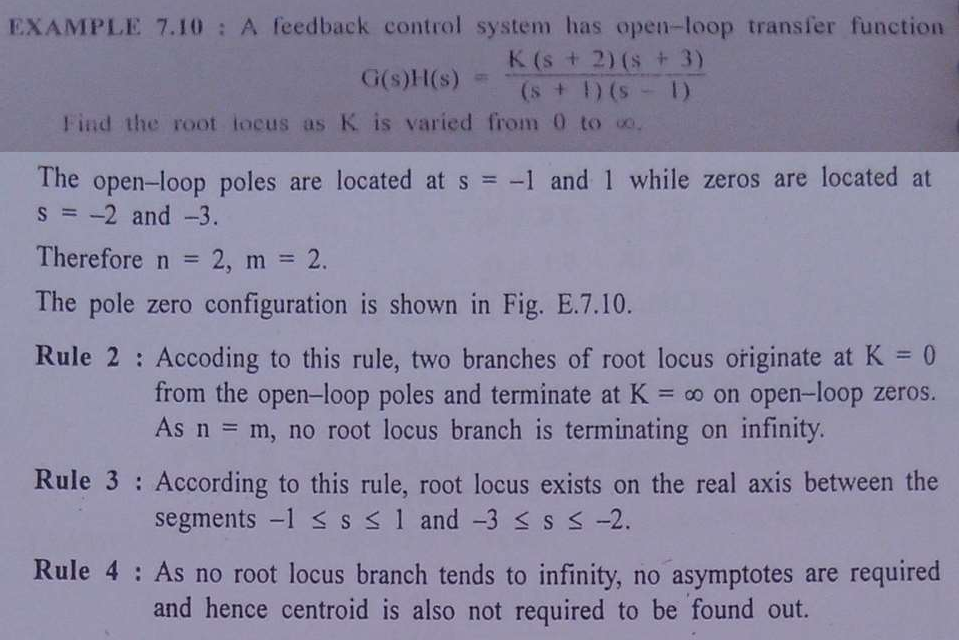 EXAMPLE 7.10 : A feedback control system has open-loop transfer function
G(s)H(s) = K (s + 2) (s + 3) / (s + 1) (s - 1)
Find the root locus as K is varied from 0 to ∞.
The open-loop poles are located at s = -1 and 1 while zeros are located at
s = -2 and -3.
Therefore n = 2, m = 2.
The pole zero configuration is shown in Fig. E.7.10.
Rule 2 : Accoding to this rule, two branches of root locus originate at K = 0
from the open-loop poles and terminate at K = ∞ on open-loop zeros.
As n = m, no root locus branch is terminating on infinity.
Rule 3 : According to this rule, root locus exists on the real axis between the
segments -1 ≤ s ≤ 1 and -3 ≤ s ≤ -2.
Rule 4 : As no root locus branch tends to infinity, no asymptotes are required
and hence centroid is also not required to be found out.